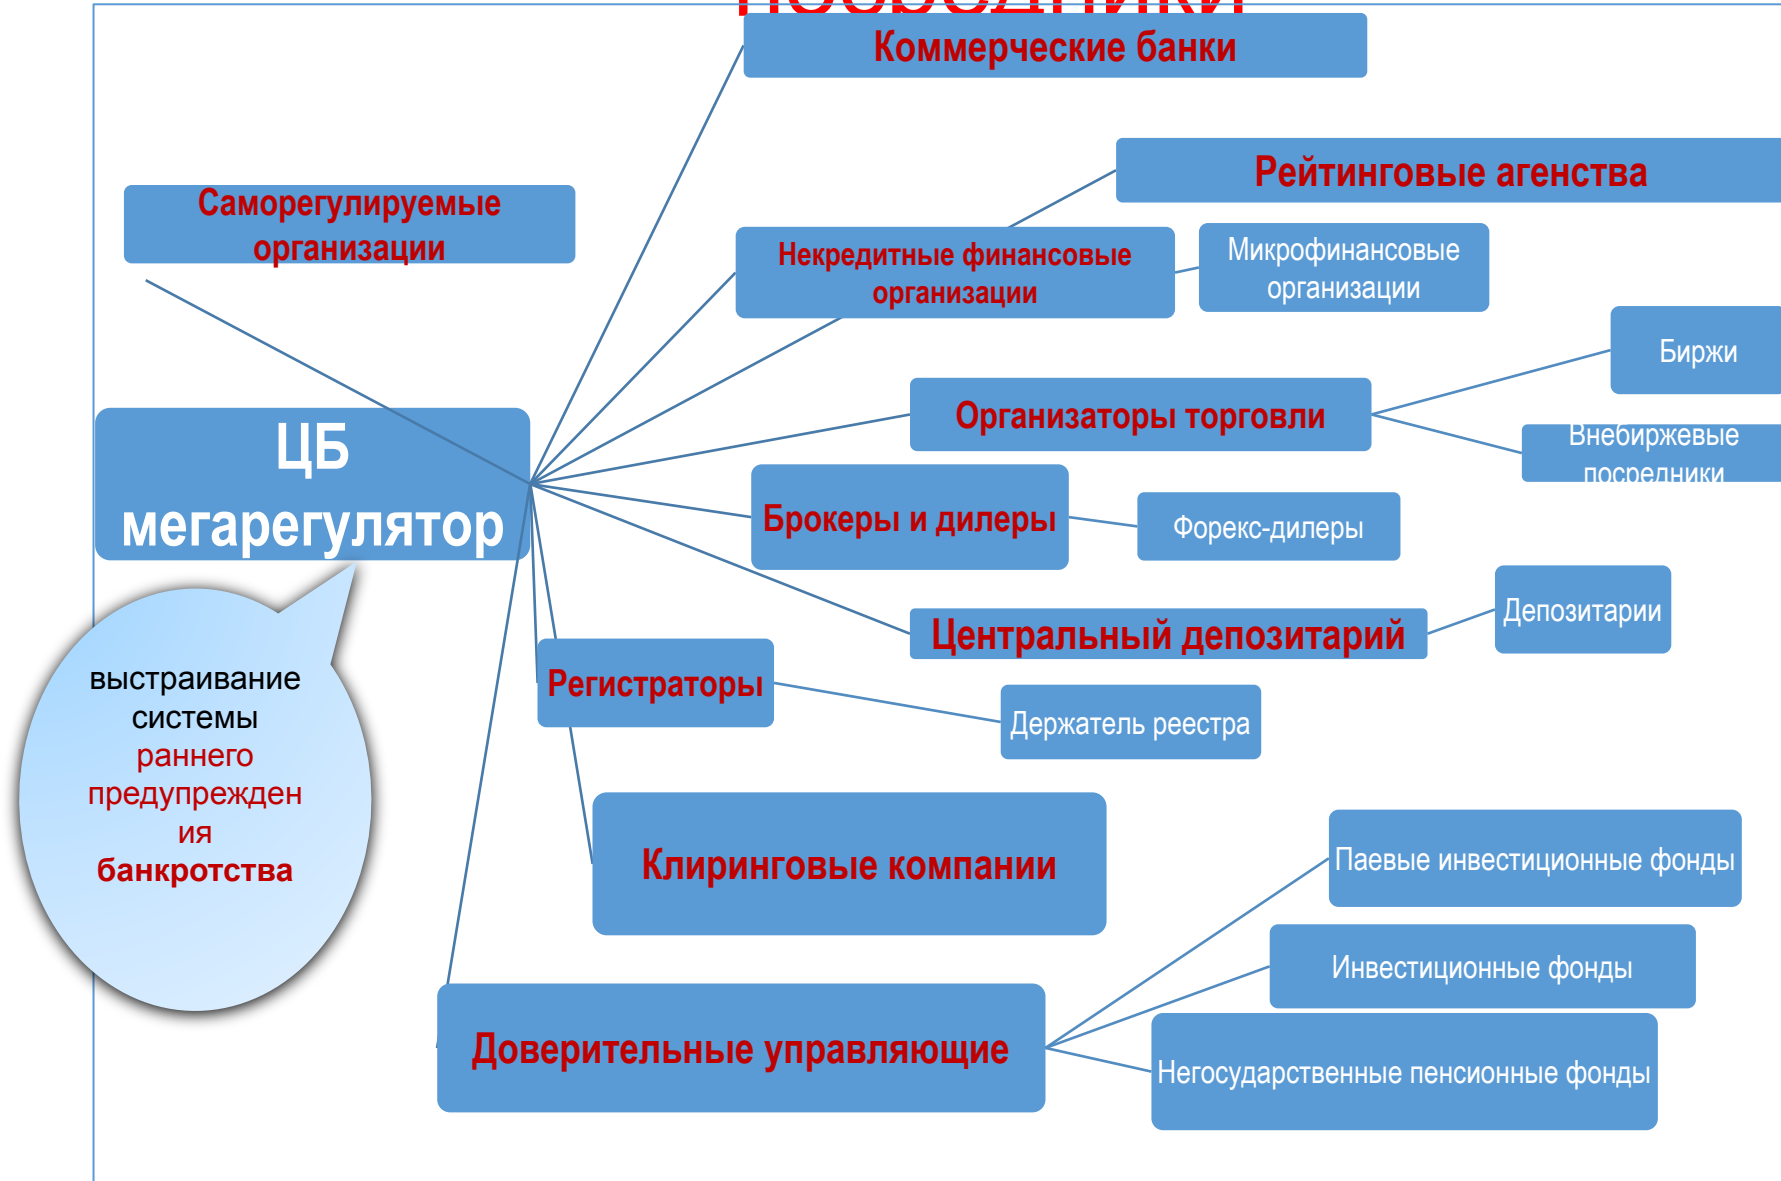 посредники
Коммерческие банки
Рейтинговые агенства
Саморегулируемые
организации
Некредитные финансовые
организации
Микрофинансовые
организации
Биржи
Организаторы торговли
Внебиржевые
посредники
ЦБ
мегарегулятор
Брокеры и дилеры
Форекс-дилеры
Депозитарии
Центральный депозитарий
Регистраторы
Держатель реестра
выстраивание
системы
раннего
предупрежден
ия
банкротства
Клиринговые компании
Паевые инвестиционные фонды
Инвестиционные фонды
Доверительные управляющие
Негосударственные пенсионные фонды